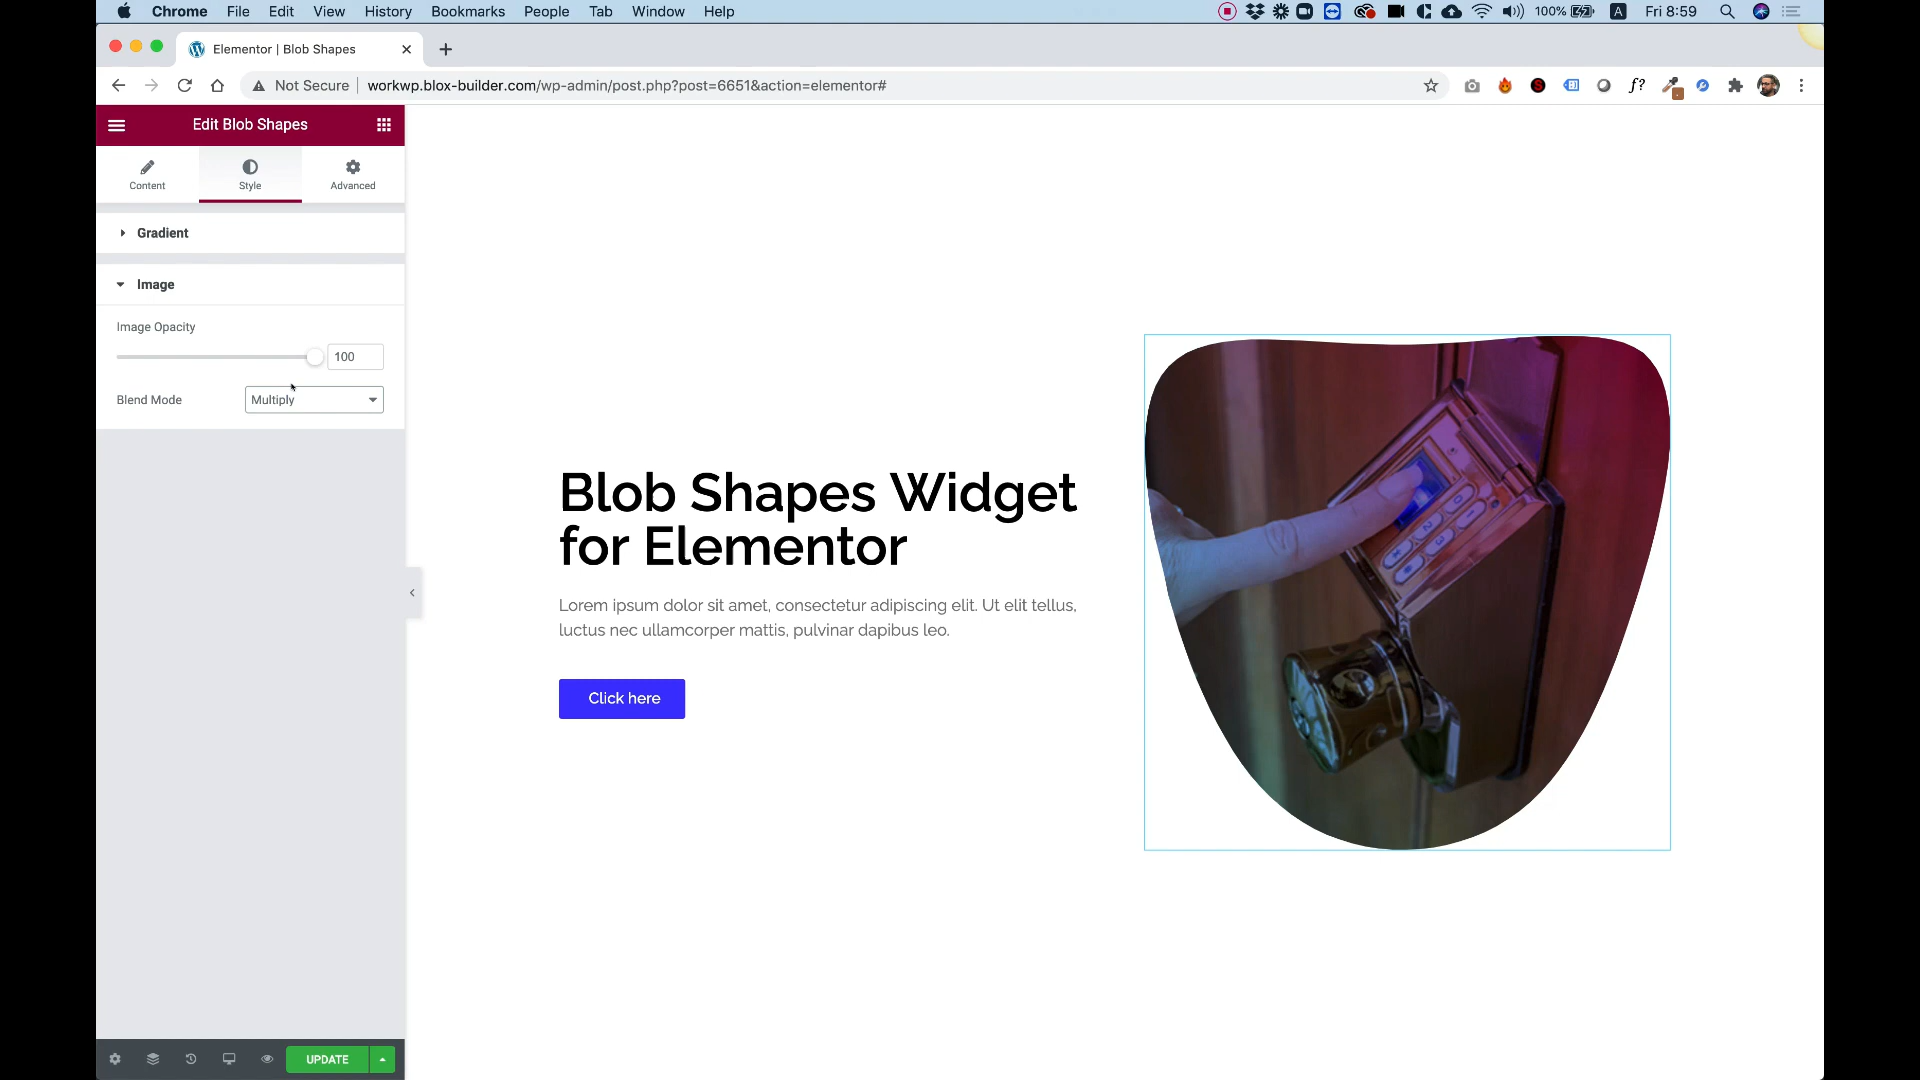 Chrome File Edit View History Bookmarks People Tab Window Help
100% A Fri 8:59
Elementor | Blob Shapes
Not Secure workwp.blox-builder.com/wp-admin/post.php?post=6651&action=elementor#
f?
Edit Blob Shapes
Content Style Advanced
Gradient
Image
Image Opacity
100
Blend Mode Multiply
Blob Shapes Widget
for Elementor
Lorem ipsum dolor sit amet, consectetur adipiscing elit. Ut elit tellus,
luctus nec ullamcorper mattis, pulvinar dapibus leo.
Click here
UPDATE